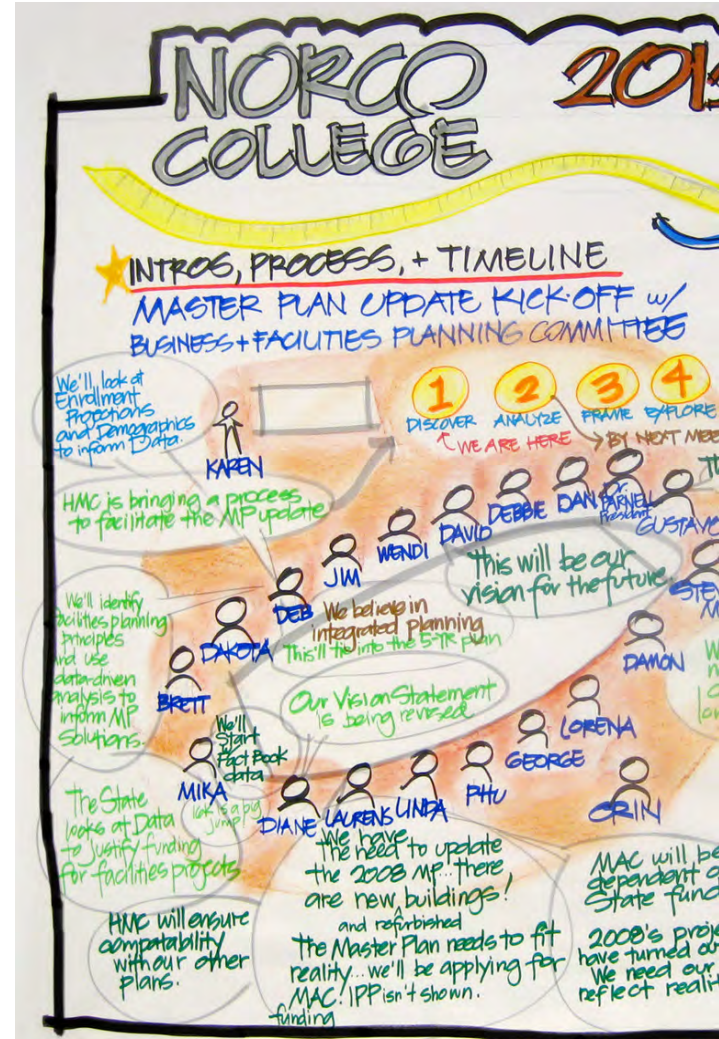 NORCO
COLLEGE
201
INTROS, PROCESS, + TIMELINE
MASTER PLAN UPDATE KICK-OFF w/
BUSINESS + FACILITIES PLANNING COMMITTEE
We'll look at
Enrollment
Projections
and Demographics
to inform Data.
KAREN
1
2
3
4
DISCOVER
ANALYZE
FRAME
EXPLORE
WE ARE HERE
BY NEXT MEE
HMC is bringing a process
to facilitate the MP update
JIM
WENDI
DAVID
DEBBIE
DAN
Dr.
PARNELL
President
GUSTAVO
This will be our
vision for the future
STEV
DAMON
We'll identify
facilities planning
principles
and use
data-driven
analysis to
inform MP
solutions.
BRETT
DAKOTA
DEB
We believe in
integrated planning
This'll tie into the 5-YR plan
Our Vision Statement
is being revised
We'll
Start
Fact Book
data
16K is a big
jump
MIKA
DIANE
LAURENS
LINDA
PHU
GEORGE
LORENA
ORIN
The State
looks at Data
to justify funding
for facilities projects
HMC will ensure
compatability
with our other
plans.
We have
The need to update
the 2008 MP... there
are new buildings!
and refurbished
The Master Plan needs to fit
reality... we'll be applying for
MAC! IPP isn't shown.
funding
MAC will be
dependent o
State fund
2008's proje
have turned ou
We need our
reflect realit